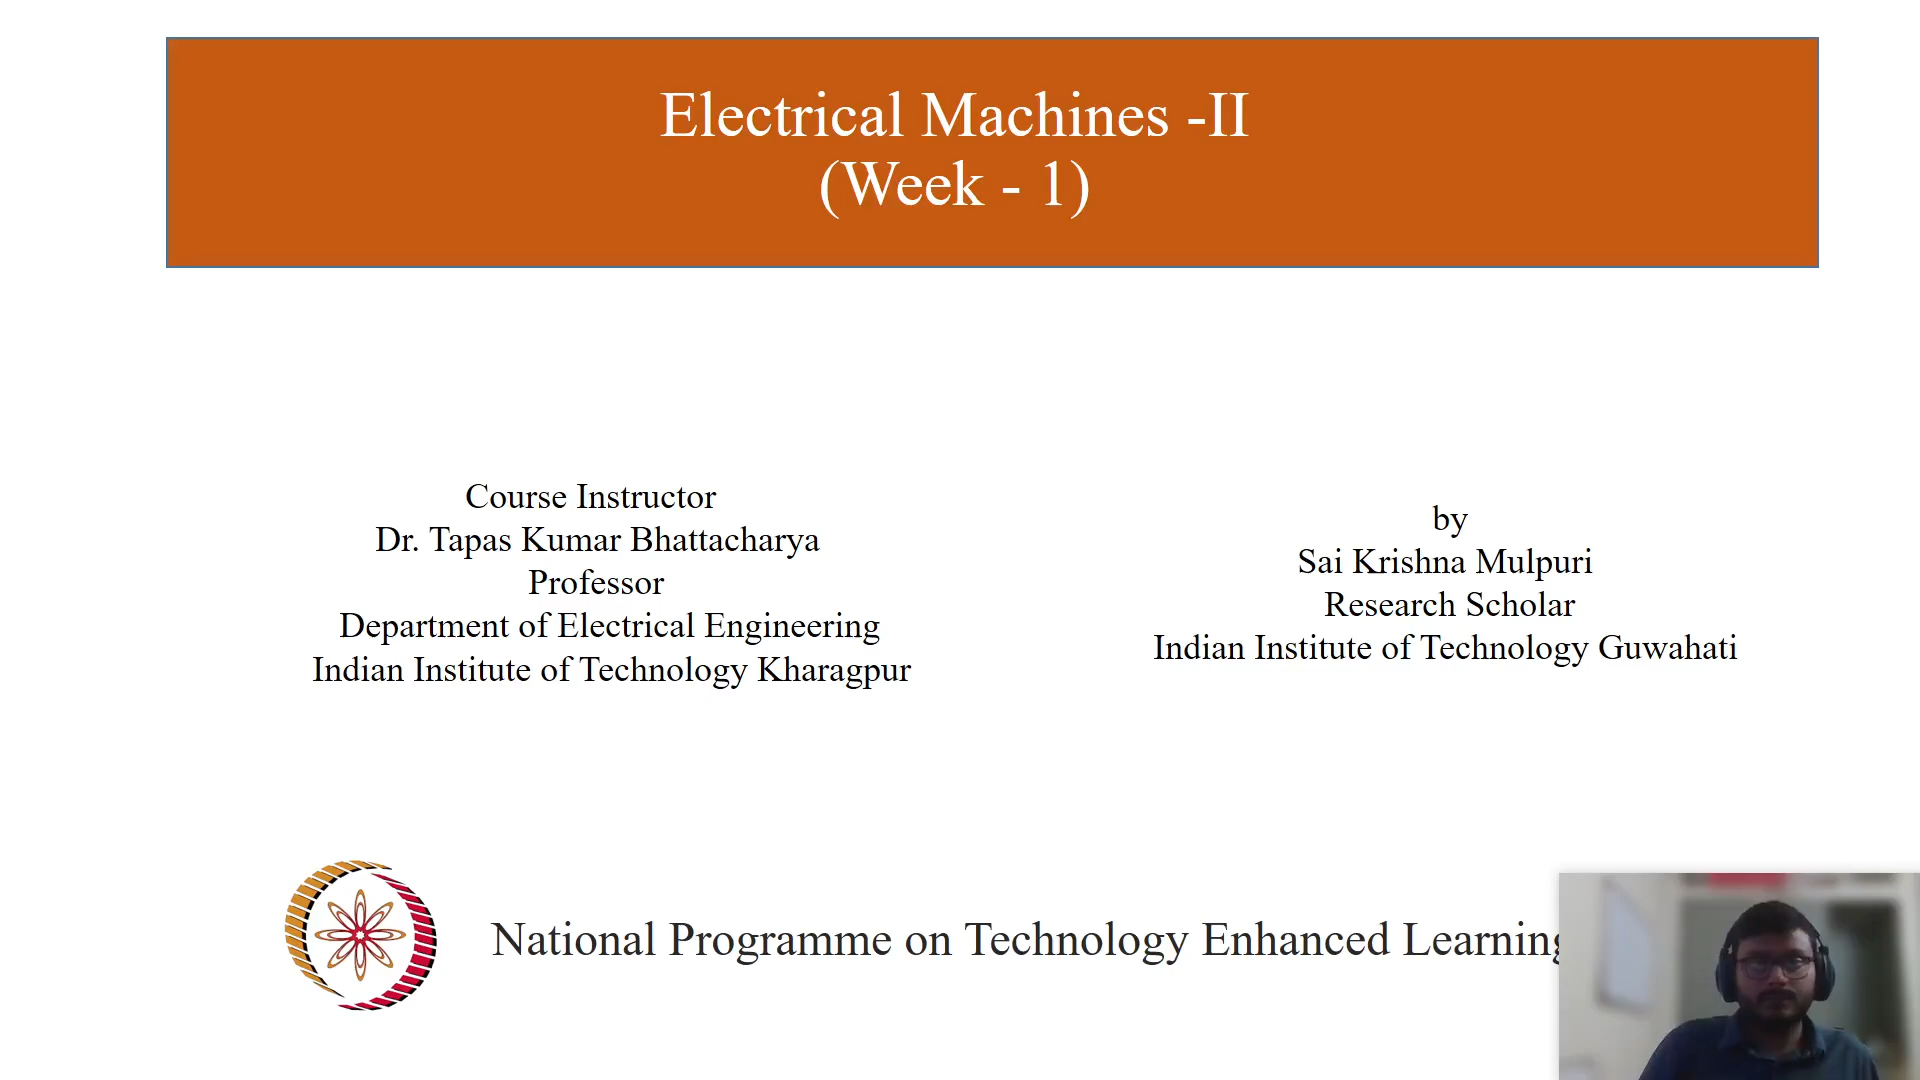 Electrical Machines -II
(Week - 1)
Course Instructor
Dr. Tapas Kumar Bhattacharya
Professor
Department of Electrical Engineering
Indian Institute of Technology Kharagpur
by
Sai Krishna Mulpuri
Research Scholar
Indian Institute of Technology Guwahati
National Programme on Technology Enhanced Learning